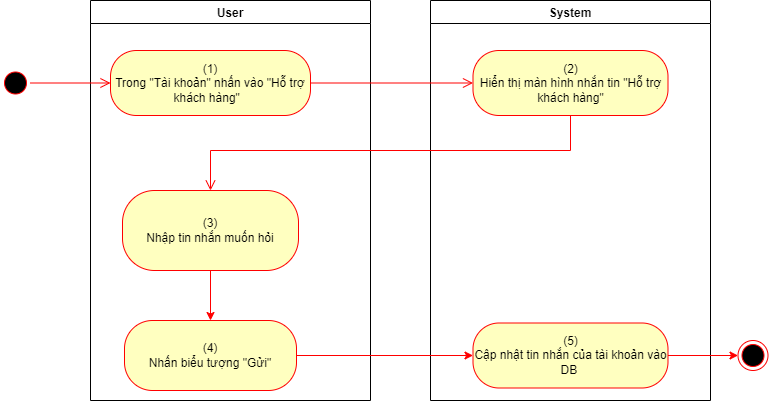 User
System
(1)
Trong "Tài khoản" nhấn vào "Hỗ trợ
khách hàng"
(2)
Hiển thị màn hình nhắn tin "Hỗ trợ
khách hàng"
(3)
Nhập tin nhắn muốn hỏi
(4)
Nhấn biểu tượng "Gửi"
(5)
Cập nhật tin nhắn của tài khoản vào
DB